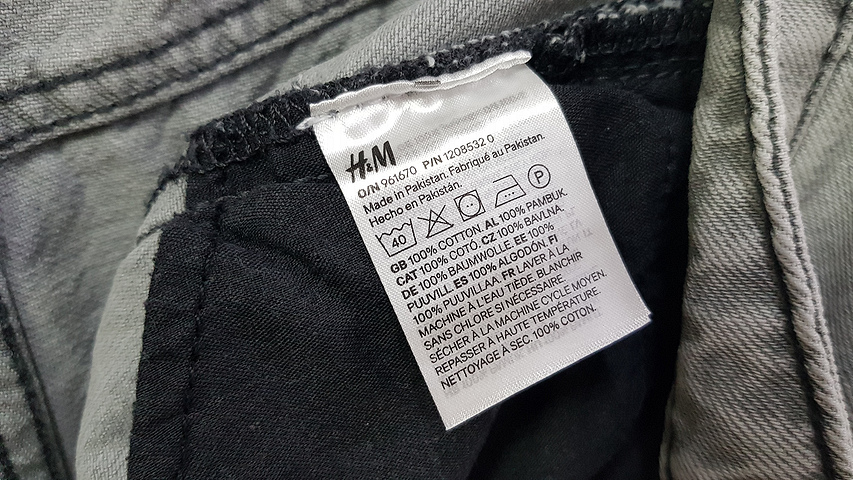 H&M
O/N 961670 P/N 1208532 0
Made in Pakistan. Fabriqué au Pakistan.
Hecho en Pakistán.
40 P
GB 100% COTTON. AL 100% PAMBUK.
CAT 100% COTÓ. CZ 100% BAVLNA.
DE 100% BAUMWOLLE. EE 100%
PUUVILL. ES 100% ALGODÓN. FI
100% PUUVILLAA. FR LAVER À LA
MACHINE À L'EAU TIÈDE. BLANCHIR
SANS CHLORE SI NÉCESSAIRE
SÉCHER À LA MACHINE CYCLE MOYEN.
REPASSER À HAUTE TEMPÉRATURE.
NETTOYAGE À SEC. 100% COTON.